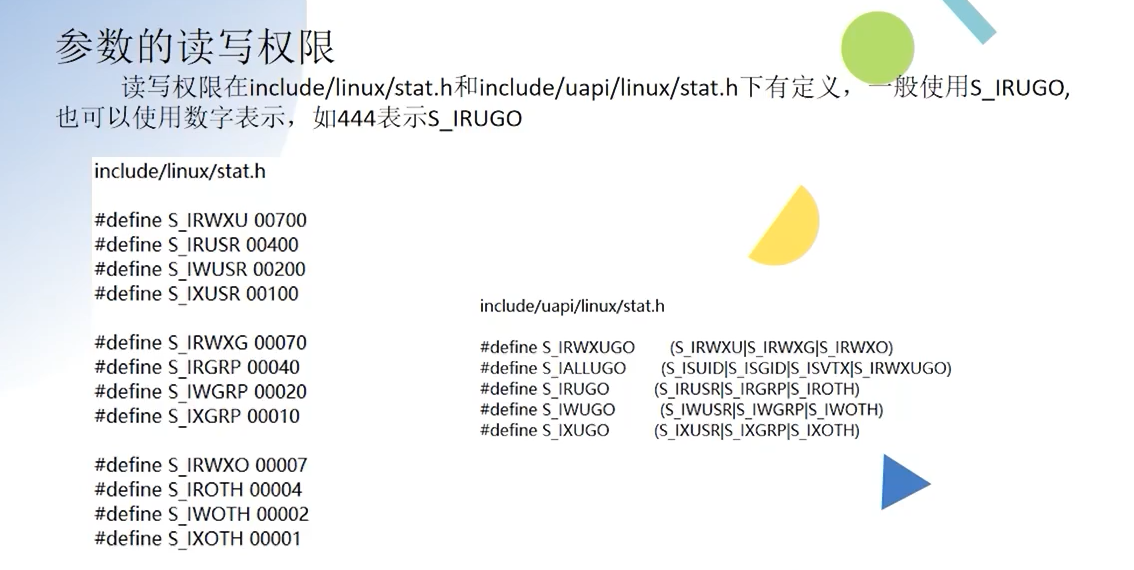 参数的读写权限
读写权限在include/linux/stat.h和include/uapi/linux/stat.h下有定义，一般使用S_IRUGO,
也可以使用数字表示，如444表示S_IRUGO
include/linux/stat.h
#define S_IRWXU 00700
#define S_IRUSR 00400
#define S_IWUSR 00200
#define S_IXUSR 00100
#define S_IRWXG 00070
#define S_IRGRP 00040
#define S_IWGRP 00020
#define S_IXGRP 00010
#define S_IRWXO 00007
#define S_IROTH 00004
#define S_IWOTH 00002
#define S_IXOTH 00001
include/uapi/linux/stat.h
#define S_IRWXUGO (S_IRWXU|S_IRWXG|S_IRWXO)
#define S_IALLUGO (S_ISUID|S_ISGID|S_ISVTX|S_IRWXUGO)
#define S_IRUGO (S_IRUSR|S_IRGRP|S_IROTH)
#define S_IWUGO (S_IWUSR|S_IWGRP|S_IWOTH)
#define S_IXUGO (S_IXUSR|S_IXGRP|S_IXOTH)